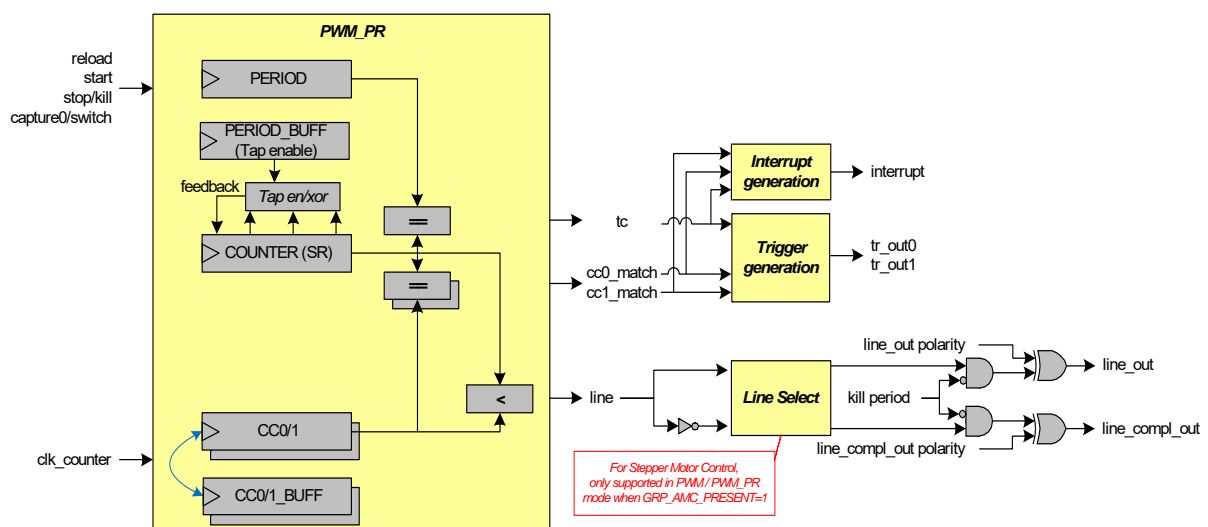 PWM_PR
reload
start
stop/kill
capture0/switch
PERIOD
PERIOD_BUFF
(Tap enable)
feedback
Tap en/xor
==
COUNTER (SR)
==
<
CC0/1
CC0/1_BUFF
clk_counter
tc
cc0_match
cc1_match
Interrupt
generation
interrupt
Trigger
generation
tr_out0
tr_out1
line
Line Select
line_out polarity
line_out
kill period
line_compl_out
line_compl_out polarity
For Stepper Motor Control,
only supported in PWM / PWM_PR
mode when GRP_AMC_PRESENT=1